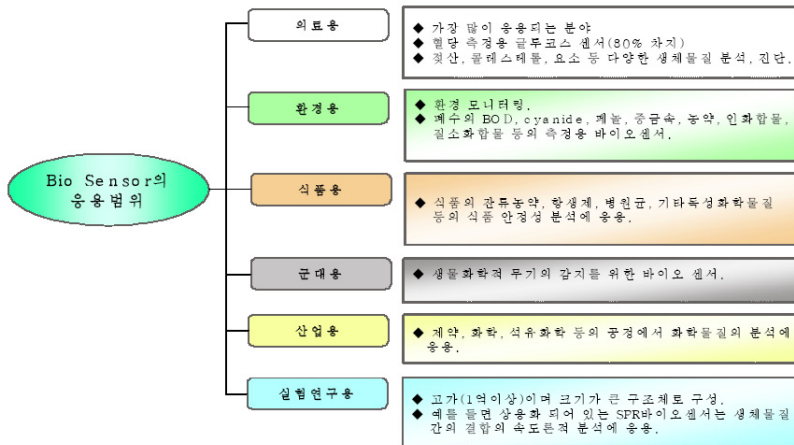 Bio Sensor의
응용범위
의료용
◆ 가장 많이 응용되는 분야
◆ 혈당 측정용 글루코스 센서(80% 차지)
◆ 젖산, 콜레스테롤, 요소 등 다양한 생체물질 분석, 진단.
환경용
◆ 환경 모니터링.
◆ 폐수의 BOD, cyanide, 페놀, 중금속, 농약, 인화합물,
질소화합물 등의 측정용 바이오센서.
식품용
◆ 식품의 잔류농약, 항생제, 병원균, 기타독성화학물질
등의 식품 안정성 분석에 응용.
군대용
◆ 생물화학적 무기의 감지를 위한 바이오 센서.
산업용
◆ 제약, 화학, 석유화학 등의 공정에서 화학물질의 분석에
응용.
실험연구용
◆ 고가(1억이상)이며 크기가 큰 구조체로 구성.
◆ 예를 들면 상용화 되어 있는 SPR바이오센서는 생체물질
간의 결합의 속도론적 분석에 응용.